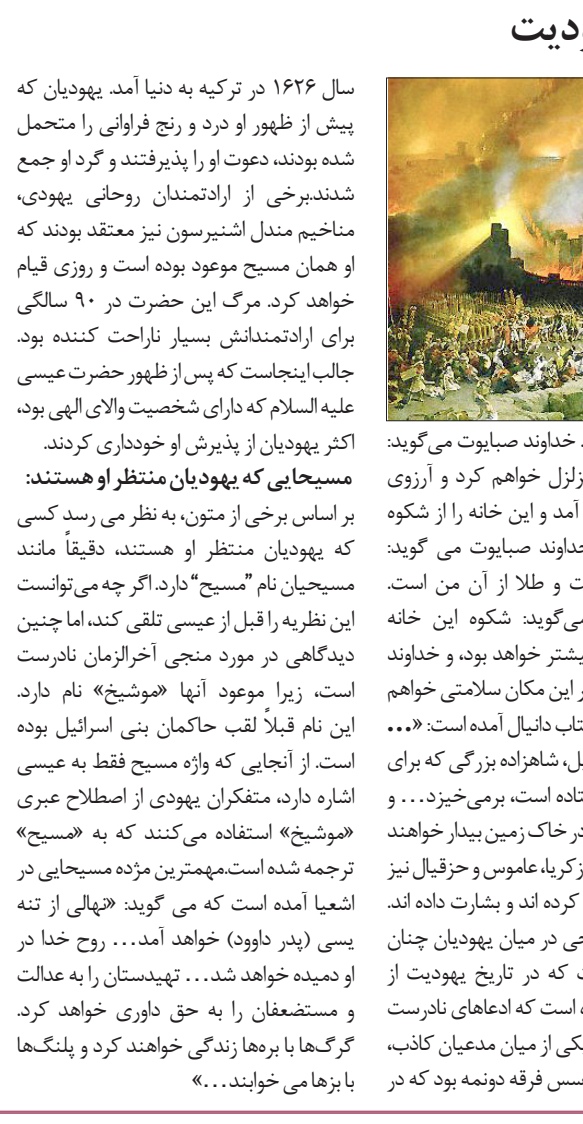 ودیت
خداوند صبایوت می‌گوید:
زلزل خواهم کرد و آرزوی
آمد و این خانه را از شکوه
خداوند صبایوت می گوید:
ت و طلا از آن من است.
می‌گوید: شکوه این خانه
یشتر خواهد بود، و خداوند
ر این مکان سلامتی خواهم
تاب دانیال آمده است: «...
یل، شاهزاده بزرگی که برای
تاده است، برمی‌خیزد... و
در خاک زمین بیدار خواهند
زکریا، عاموس و حزقیال نیز
کرده اند و بشارت داده اند.
جی در میان یهودیان چنان
ت که در تاریخ یهودیت از
ه است که ادعاهای نادرست
یکی از میان مدعیان کاذب،
سس فرقه دونمه بود که در
سال ۱۶۲۶ در ترکیه به دنیا آمد. یهودیان که
پیش از ظهور او درد و رنج فراوانی را متحمل
شده بودند، دعوت او را پذیرفتند و گرد او جمع
شدند.برخی از ارادتمندان روحانی یهودی،
مناخیم مندل اشنیرسون نیز معتقد بودند که
او همان مسیح موعود بوده است و روزی قیام
خواهد کرد. مرگ این حضرت در ۹۰ سالگی
برای ارادتمندانش بسیار ناراحت کننده بود.
جالب اینجاست که پس از ظهور حضرت عیسی
علیه السلام که دارای شخصیت والای الهی بود،
اکثر یهودیان از پذیرش او خودداری کردند.
مسیحایی که یهودیان منتظر او هستند:
بر اساس برخی از متون، به نظر می رسد کسی
که یهودیان منتظر او هستند، دقیقاً مانند
مسیحیان نام ”مسیح“ دارد. اگر چه می‌توانست
این نظریه را قبل از عیسی تلقی کند، اما چنین
دیدگاهی در مورد منجی آخرالزمان نادرست
است، زیرا موعود آنها «موشیخ» نام دارد.
این نام قبلاً لقب حاکمان بنی اسرائیل بوده
است. از آنجایی که واژه مسیح فقط به عیسی
اشاره دارد، متفکران یهودی از اصطلاح عبری
«موشیخ» استفاده می‌کنند که به «مسیح»
ترجمه شده است.مهمترین مژده مسیحایی در
اشعیا آمده است که می گوید: «نهالی از تنه
یسی (پدر داوود) خواهد آمد... روح خدا در
او دمیده خواهد شد... تهیدستان را به عدالت
و مستضعفان را به حق داوری خواهد کرد.
گرگ‌ها با بره‌ها زندگی خواهند کرد و پلنگ‌ها
با بزها می خوابند...»